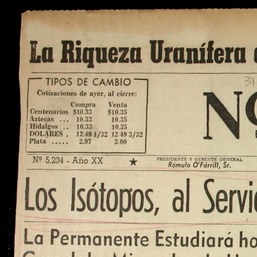 La Riqueza Uranífera
TIPOS DE CAMBIO
Cotizaciones de ayer, al cierre:
Compra Venta
Centenarios $10.33 $10.35
Aztecas ... 10.33 10.35
Hidalgos .. 10.33 10.35
DOLARES . 12 49 2/32 12 49 3/32
Plata ..... 2.97 3.00
Nº 5,234 - Año XX ★
PRESIDENTE Y GERENTE GENERAL
Rómulo O'Farrill, Sr.
Los Isótopos, al Servi
La Permanente Estudiará ho